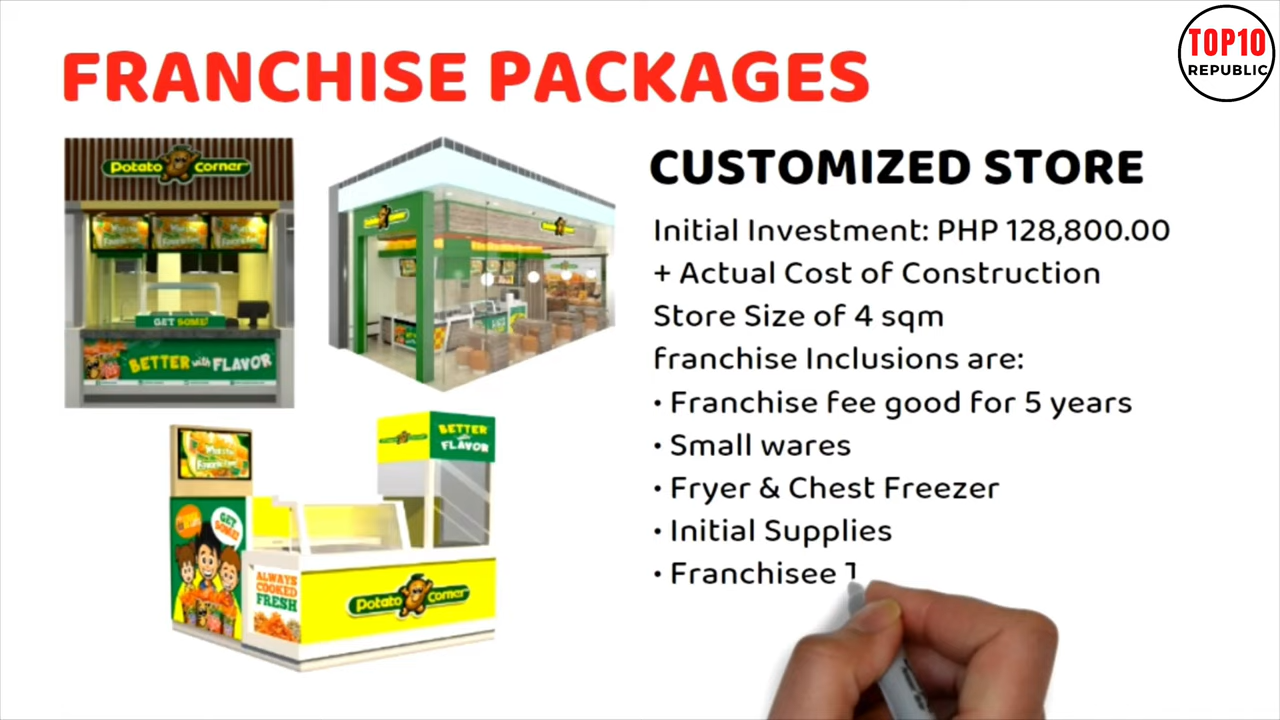 TOP10
REPUBLIC
FRANCHISE PACKAGES
Potato Corner
GET SOME!
BETTER with FLAVOR
Potato Corner
BETTER
with
FLAVOR
GET
SOME!
ALWAYS
COOKED
FRESH
Potato Corner
CUSTOMIZED STORE
Initial Investment: PHP 128,800.00
+ Actual Cost of Construction
Store Size of 4 sqm
franchise Inclusions are:
• Franchise fee good for 5 years
• Small wares
• Fryer & Chest Freezer
• Initial Supplies
• Franchisee